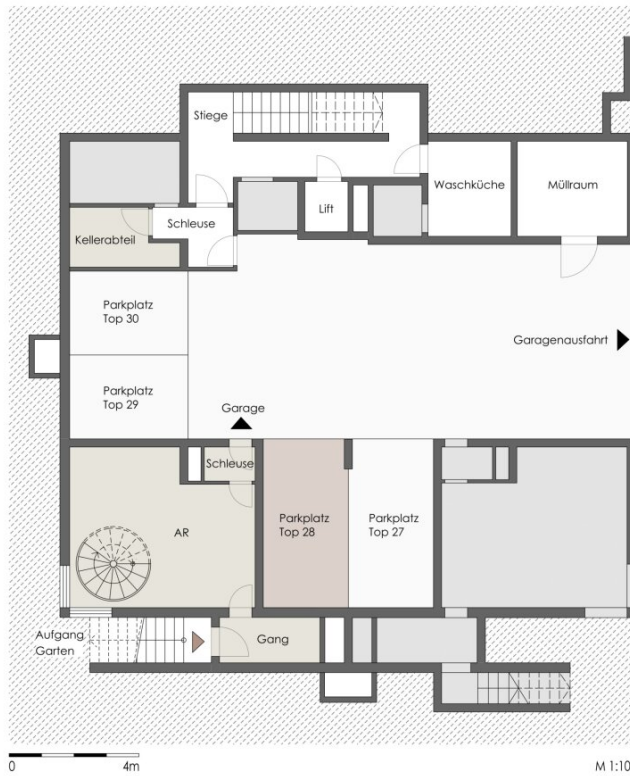 Stiege
Waschküche
Müllraum
Lift
Schleuse
Kellerabteil
Parkplatz
Top 30
Garagenausfahrt
Parkplatz
Top 29
Garage
Schleuse
Parkplatz
Top 28
Parkplatz
Top 27
AR
Aufgang
Garten
Gang
0
4m
M 1:10